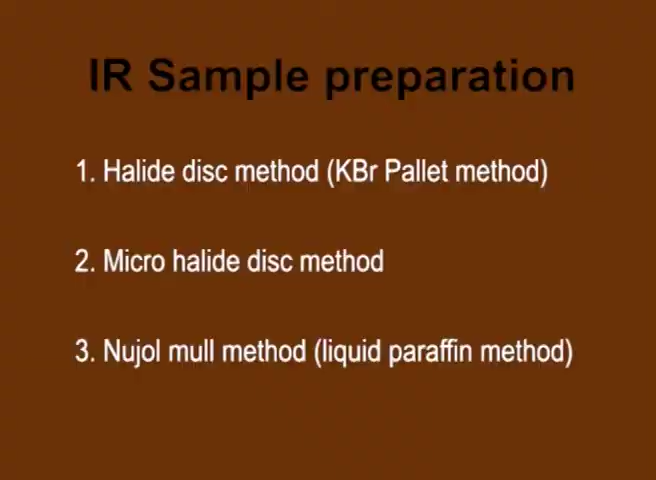 IR Sample preparation
1. Halide disc method (KBr Pallet method)
2. Micro halide disc method
3. Nujol mull method (liquid paraffin method)